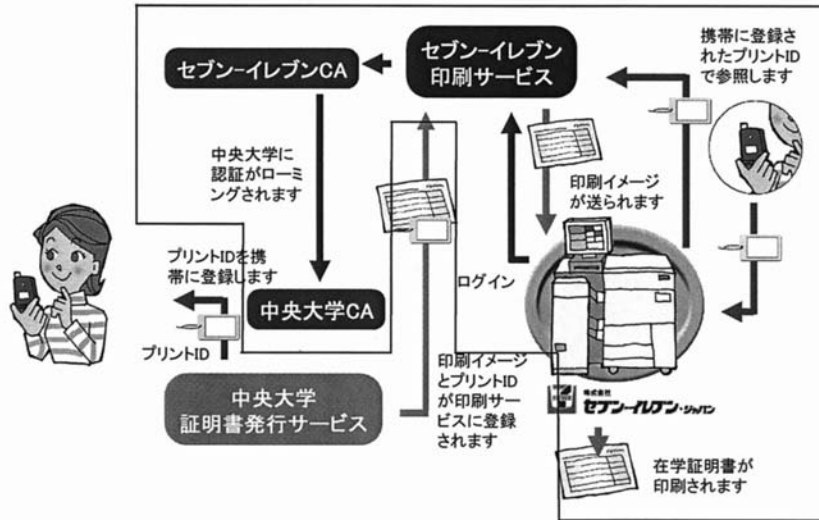 セブン-イレブンCA
セブン-イレブン
印刷サービス
携帯に登録さ
れたプリントID
で参照します
中央大学に
認証がローミ
ングされます
印刷イメージ
が送られます
プリントIDを携
帯に登録します
ログイン
中央大学CA
プリントID
中央大学
証明書発行サービス
印刷イメージ
とプリントID
が印刷サー
ビスに登録
されます
株式会社
セブン-イレブン・ジャパン
在学証明書が
印刷されます